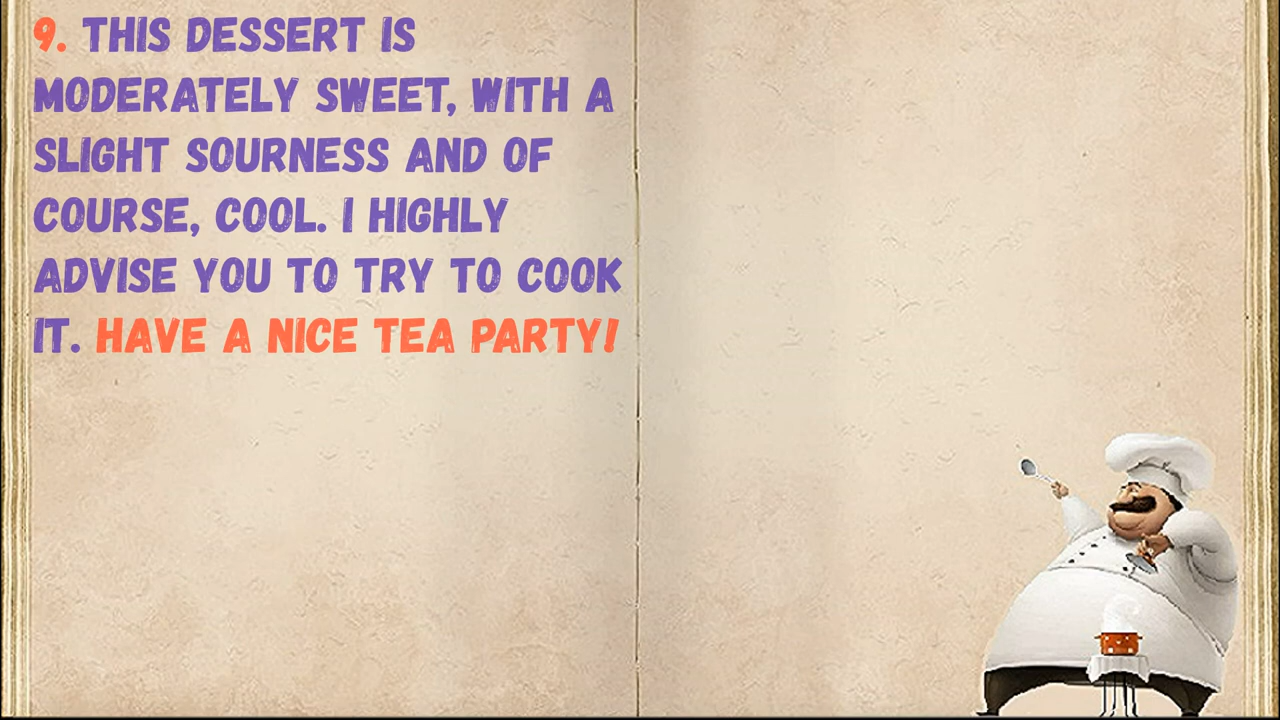 9. THIS DESSERT IS
MODERATELY SWEET, WITH A
SLIGHT SOURNESS AND OF
COURSE, COOL. I HIGHLY
ADVISE YOU TO TRY TO COOK
IT. HAVE A NICE TEA PARTY!